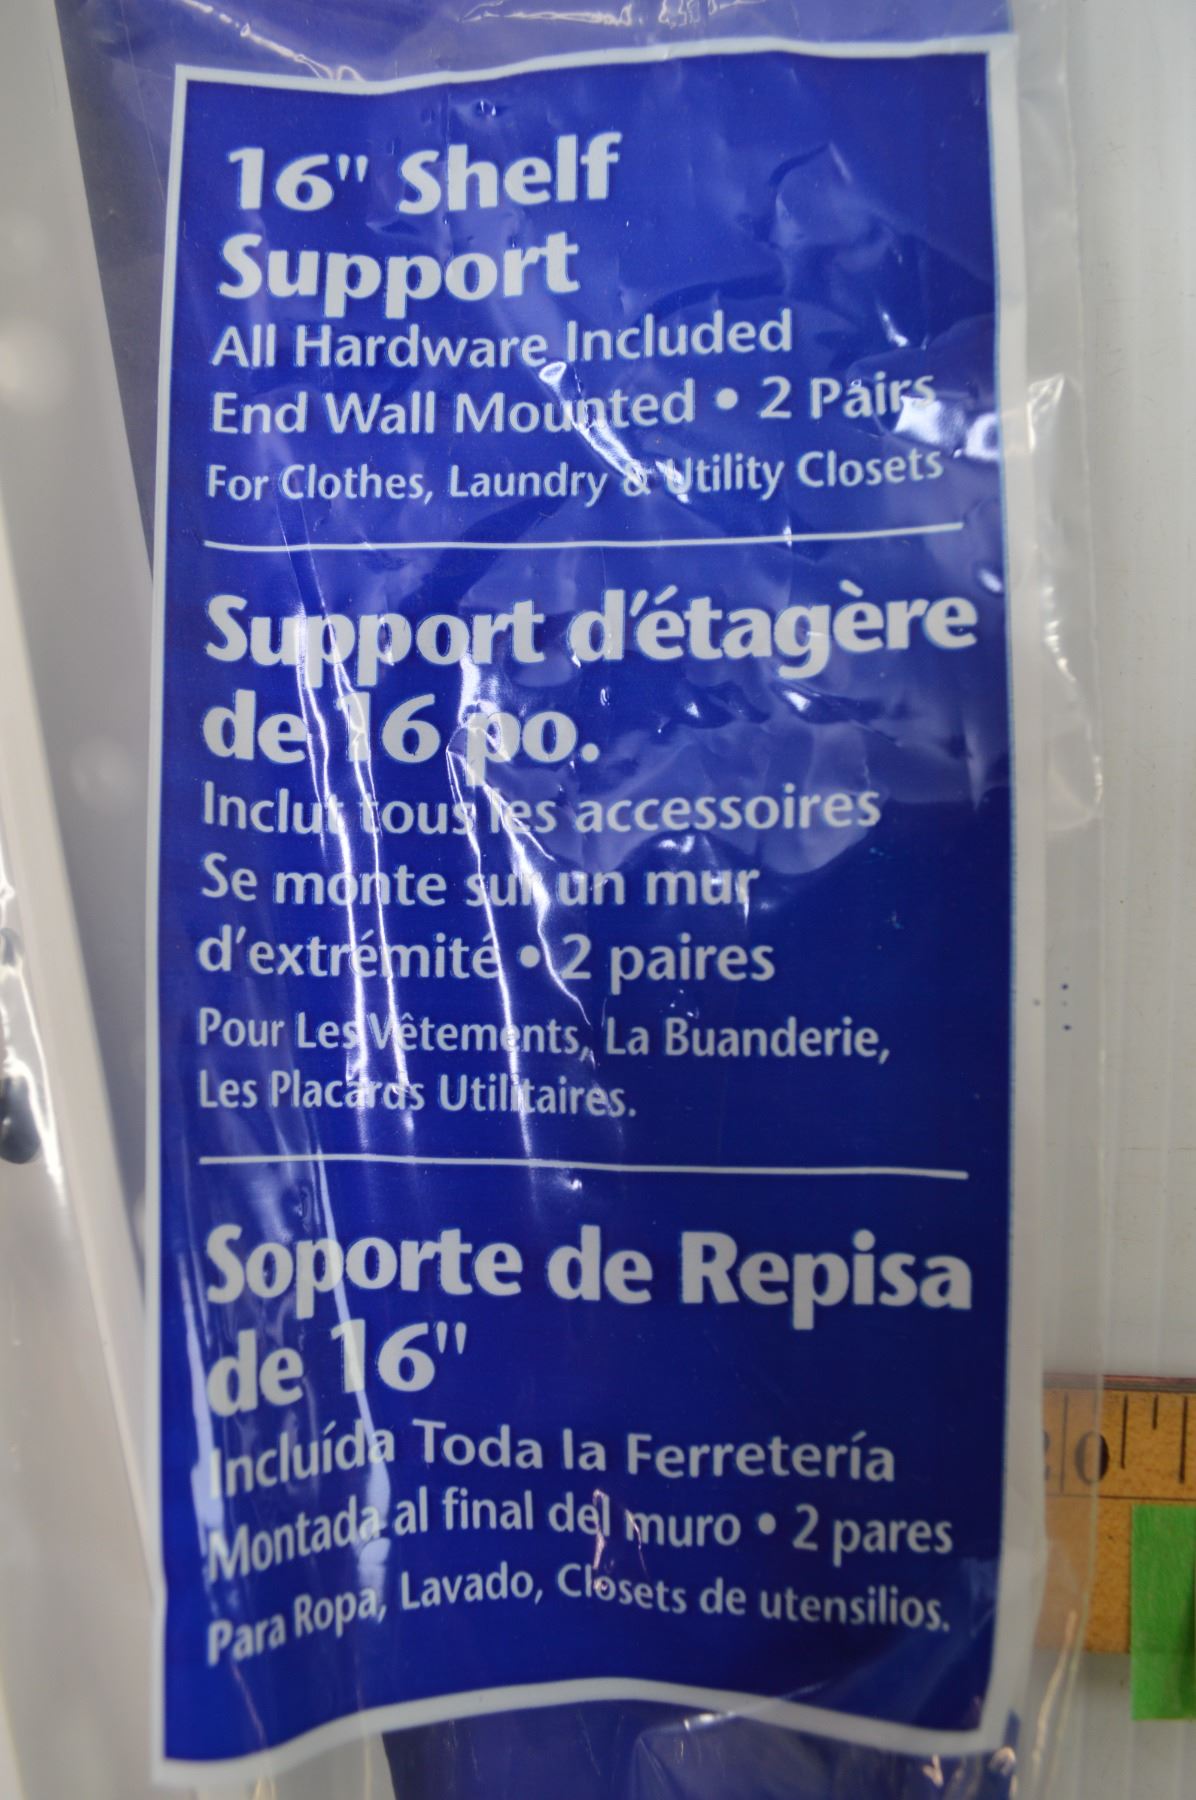 16" Shelf
Support
All Hardware Included
End Wall Mounted • 2 Pairs
For Clothes, Laundry & Utility Closets
Support d'étagère
de 16 po.
Inclut tous les accessoires
Se monte sur un mur
d'extrémité • 2 paires
Pour Les Vêtements, La Buanderie,
Les Placards Utilitaires.
Soporte de Repisa
de 16"
Incluída Toda la Ferretería
Montada al final del muro • 2 pares
Para Ropa, Lavado, Closets de utensilios.